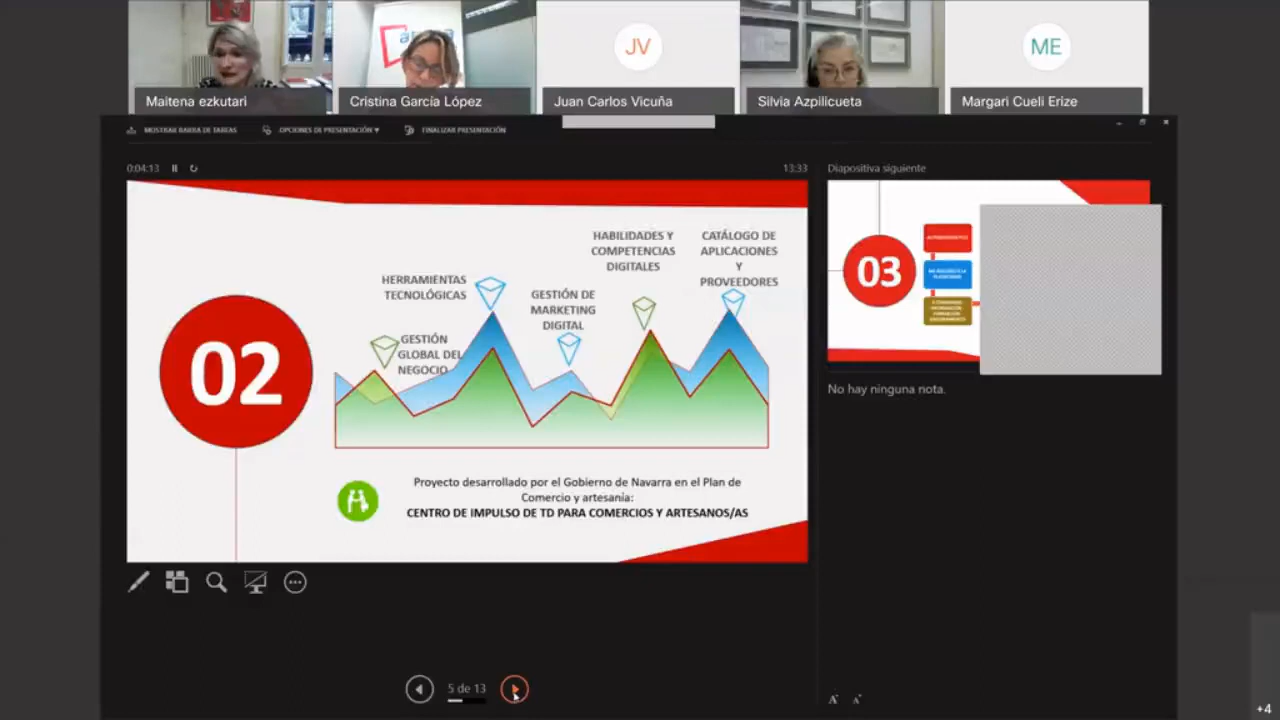 JV
ME
Maitena ezkutari
Cristina García López
Juan Carlos Vicuña
Silvia Azpilicueta
Margari Cueli Erize
MOSTRAR BARRA DE TAREAS
OPCIONES DE PRESENTACIÓN ▾
FINALIZAR PRESENTACIÓN
0:04:13
13:33
Diapositiva siguiente
HABILIDADES Y
COMPETENCIAS
DIGITALES
CATÁLOGO DE
APLICACIONES
Y
PROVEEDORES
HERRAMIENTAS
TECNOLÓGICAS
GESTIÓN DE
MARKETING
DIGITAL
GESTIÓN
GLOBAL DEL
NEGOCIO
02
Proyecto desarrollado por el Gobierno de Navarra en el Plan de
Comercio y artesanía:
CENTRO DE IMPULSO DE TD PARA COMERCIOS Y ARTESANOS/AS
03
No hay ninguna nota.
5 de 13
A
A
+4